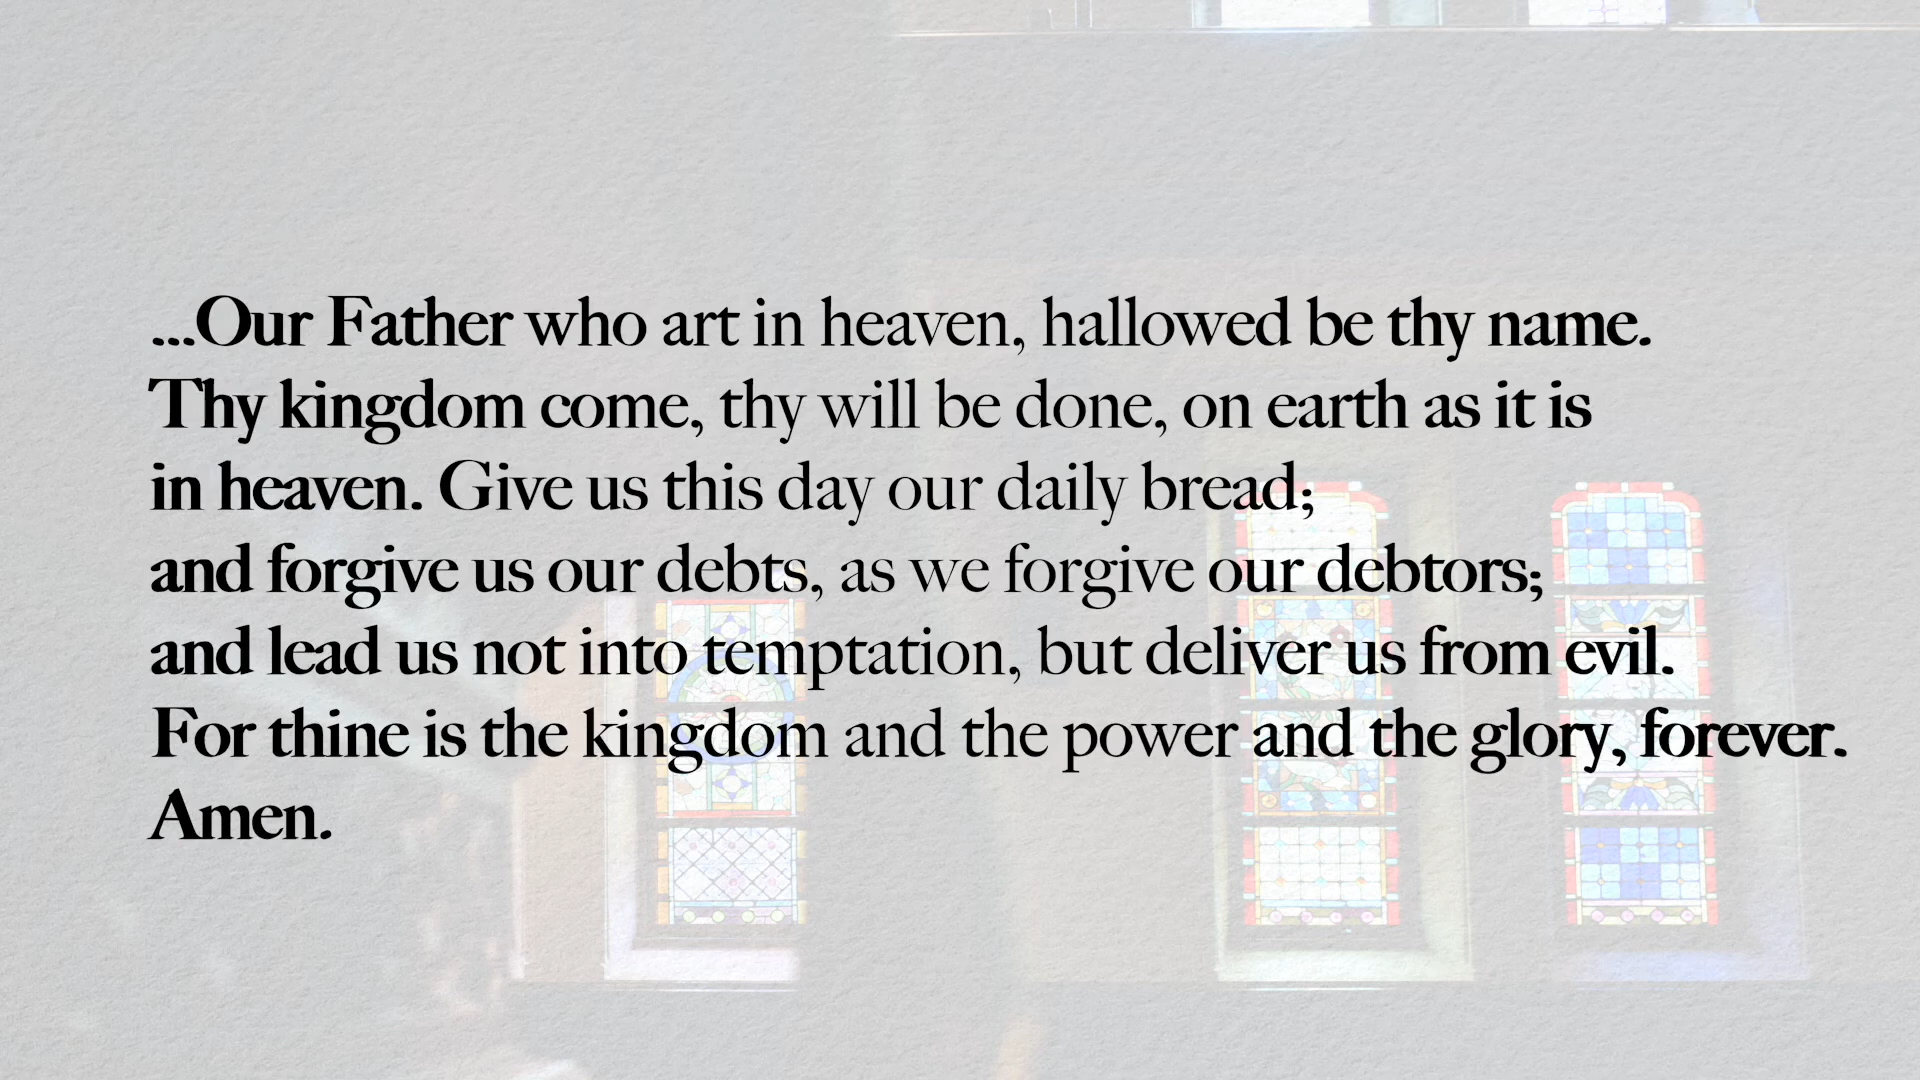 ...Our Father who art in heaven, hallowed be thy name.
Thy kingdom come, thy will be done, on earth as it is
in heaven. Give us this day our daily bread;
and forgive us our debts, as we forgive our debtors;
and lead us not into temptation, but deliver us from evil.
For thine is the kingdom and the power and the glory, forever.
Amen.